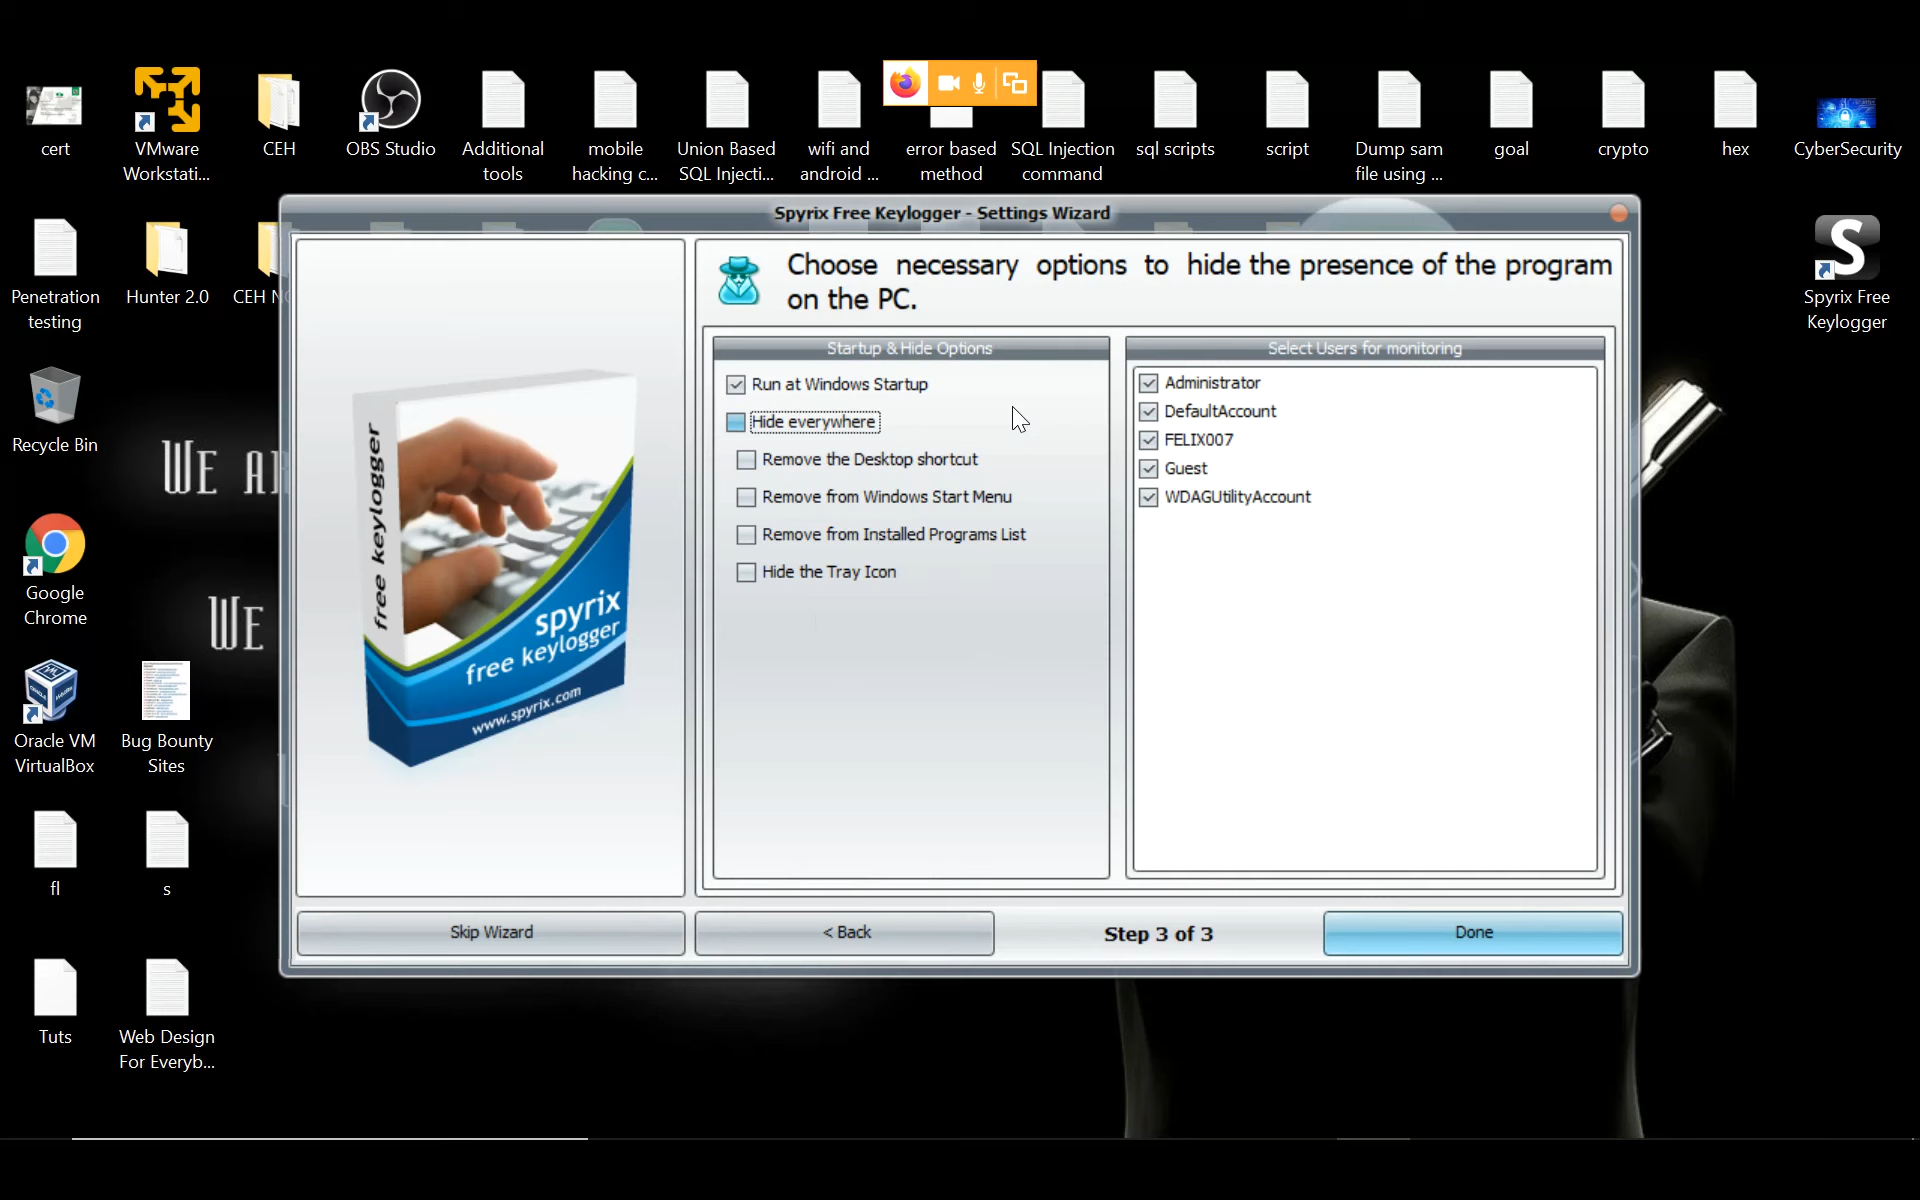 cert
VMware
Workstati...
CEH
OBS Studio
Additional
tools
mobile
hacking c...
Union Based
SQL Injecti...
wifi and
android ...
error based
method
SQL Injection
command
sql scripts
script
Dump sam
file using ...
goal
crypto
hex
CyberSecurity
Penetration
testing
Hunter 2.0
CEH NO
S
Spyrix Free
Keylogger
Recycle Bin
Google
Chrome
Oracle VM
VirtualBox
Bug Bounty
Sites
fl
s
Tuts
Web Design
For Everyb...
WE
WE
Spyrix Free Keylogger - Settings Wizard
free keylogger
spyrix
free keylogger
www.spyrix.com
Choose necessary options to hide the presence of the program
on the PC.
Startup & Hide Options
Run at Windows Startup
Hide everywhere
Remove the Desktop shortcut
Remove from Windows Start Menu
Remove from Installed Programs List
Hide the Tray Icon
Select Users for monitoring
Administrator
DefaultAccount
FELIX007
Guest
WDAGUtilityAccount
Skip Wizard
< Back
Step 3 of 3
Done